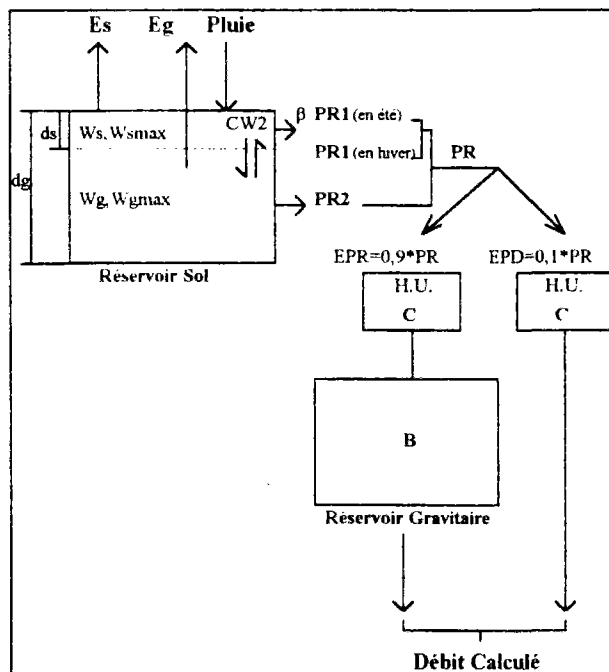 Es Eg Pluie
ds Ws, Wsmax CW2 β PR1 (en été)
PR1 (en hiver) PR
dg Wg, Wgmax PR2
Réservoir Sol
EPR=0,9*PR EPD=0,1*PR
H.U. H.U.
C C
B
Réservoir Gravitaire
Débit Calculé